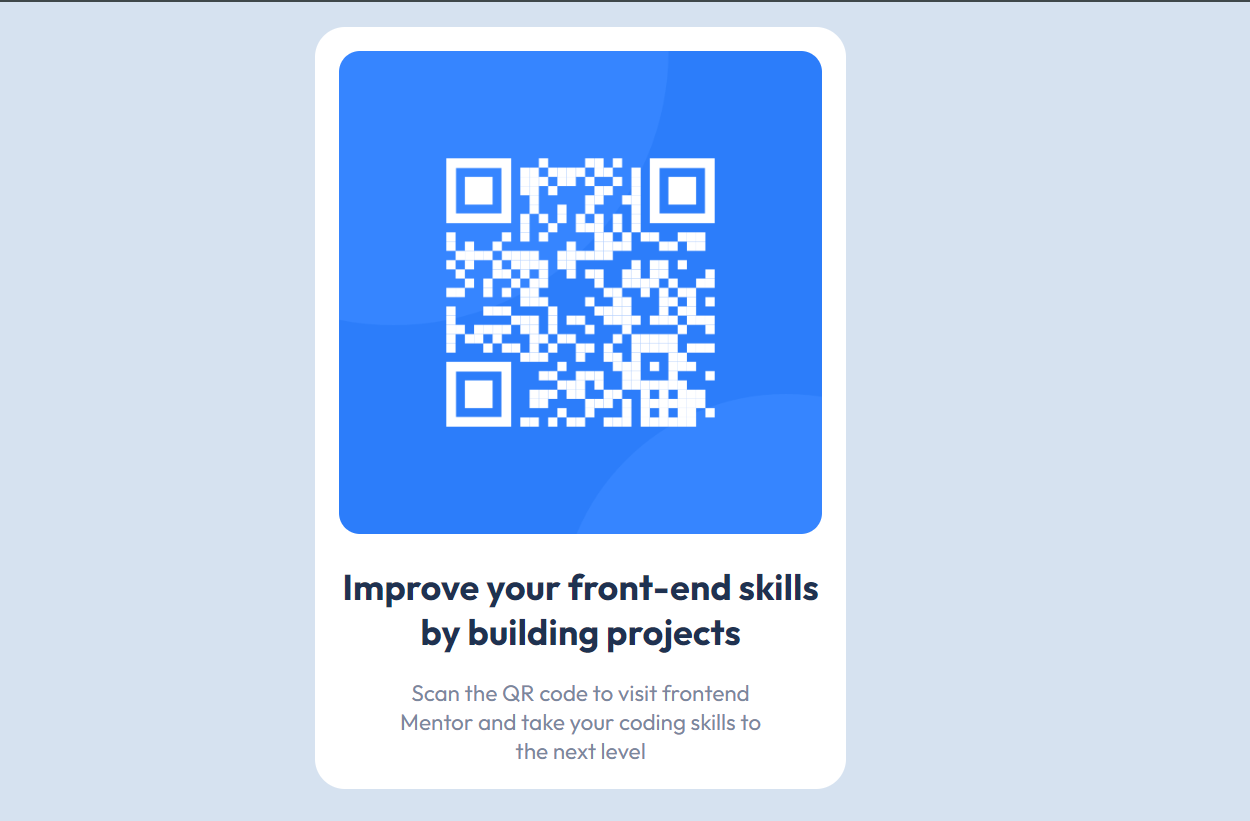 Improve your front-end skills
by building projects
Scan the QR code to visit frontend
Mentor and take your coding skills to
the next level